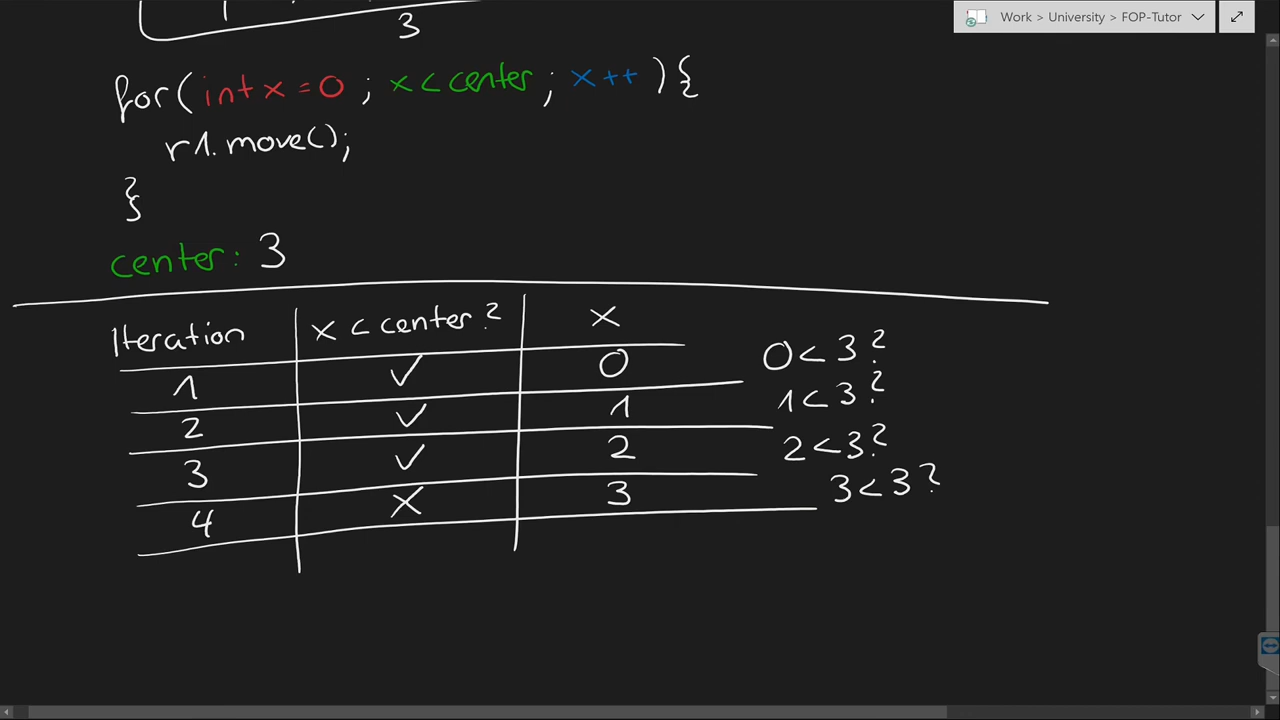 Work > University > FOP-Tutor
3
for(int x = 0 ; x < center ; x++ ){
r1.move();
}
center: 3
Iteration x < center? x
1 ✓ 0 0 < 3?
2 ✓ 1 1 < 3?
3 ✓ 2 2 < 3?
4 X 3 3 < 3?